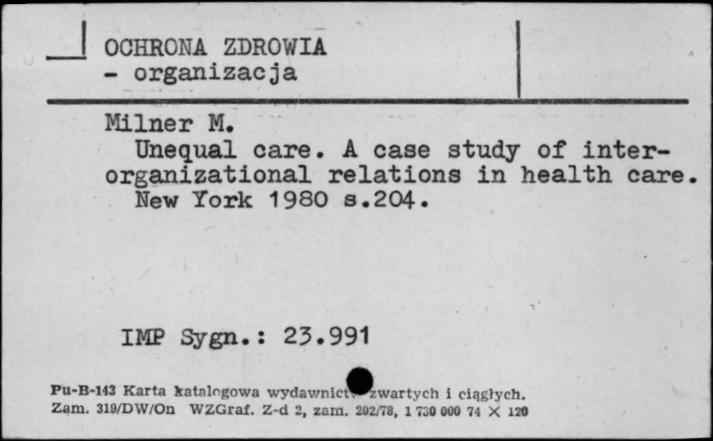 OCHRONA ZDROWIA
- organizacja
Milner M.
Unequal care. A case study of inter-
organizational relations in health care.
New York 1980 s.204.
IMP Sygn.: 23.991
Pu-B-143 Karta katalogowa wydawnictw zwartych i ciągłych.
Zam. 319/DW/On WZGraf. Z-d 2, zam. 202/78, 1 730 000 74 X 120